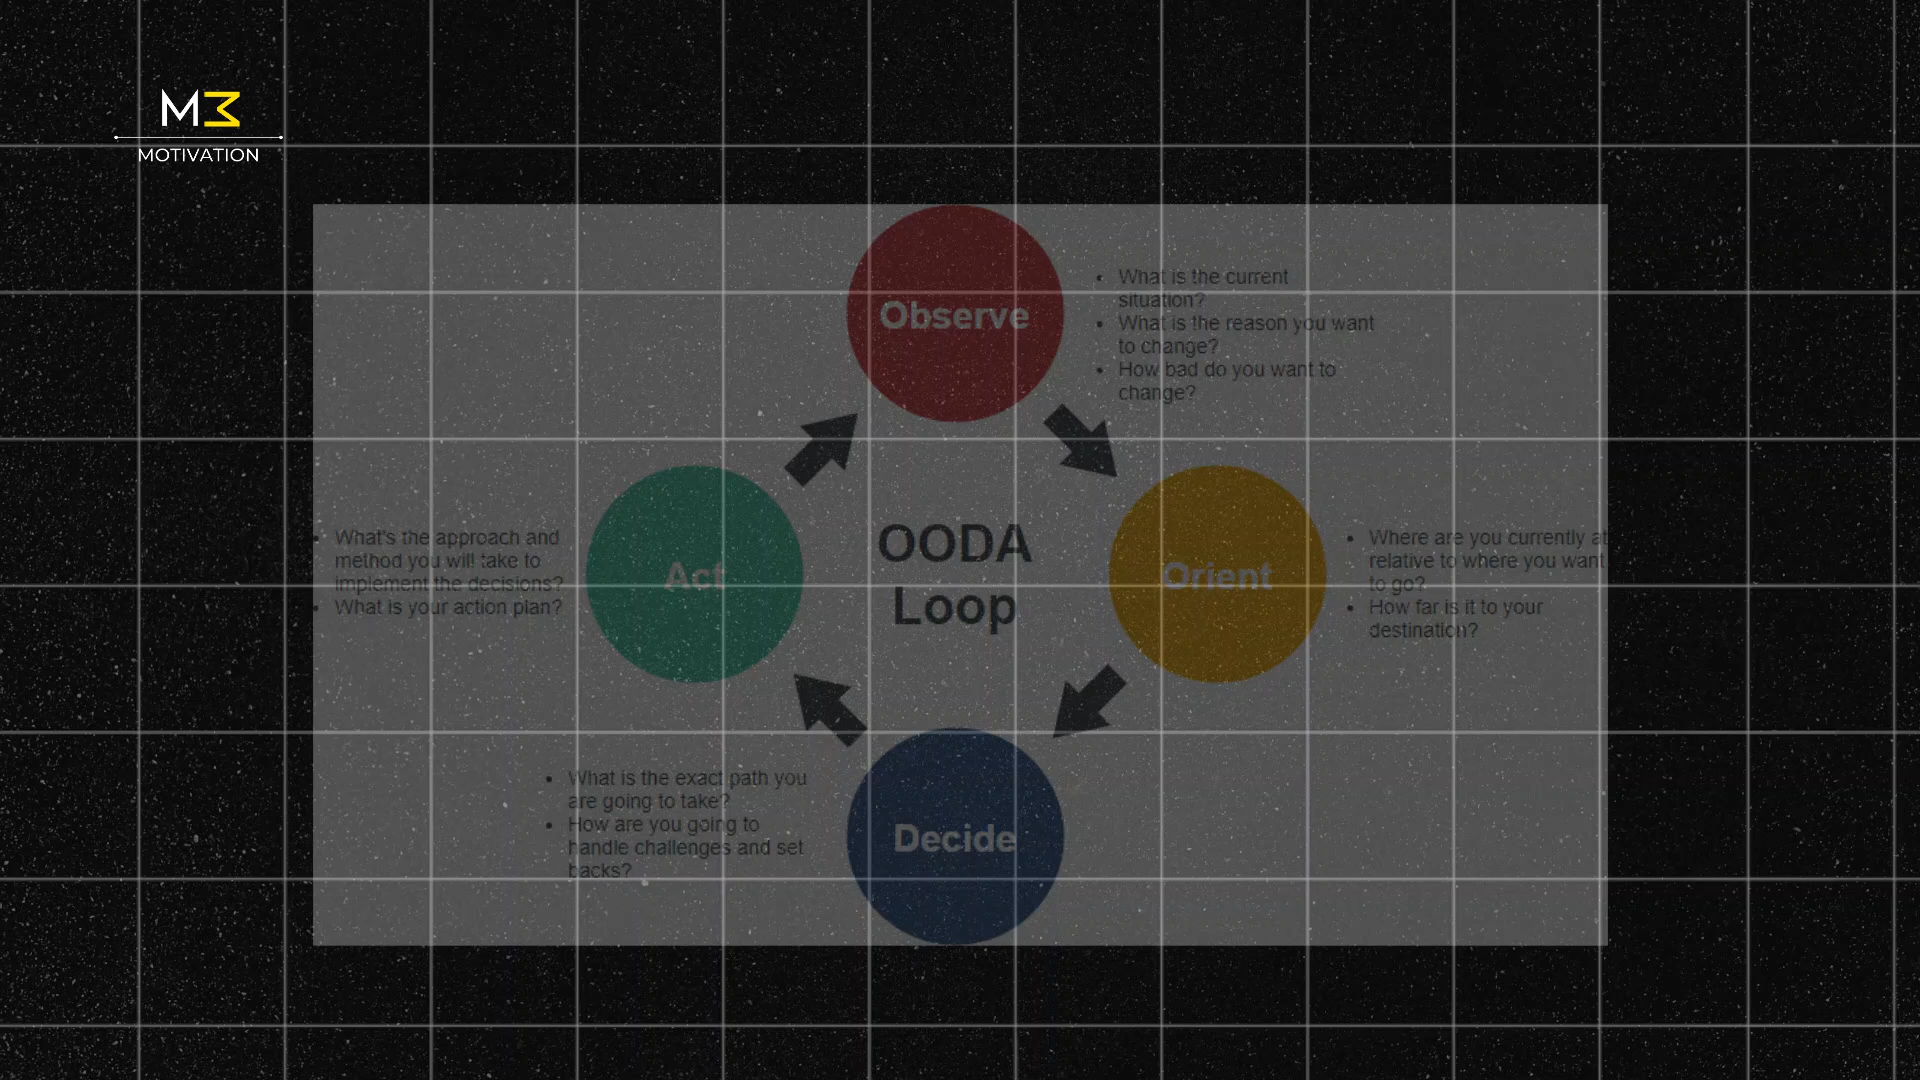 M3
MOTIVATION
Observe
• What is the current
situation?
• What is the reason you want
to change?
• How bad do you want to
change?
• What's the approach and
method you will take to
implement the decisions?
• What is your action plan?
Act
OODA
Loop
Orient
• Where are you currently at
relative to where you want
to go?
• How far is it to your
destination?
• What is the exact path you
are going to take?
• How are you going to
handle challenges and set
backs?
Decide